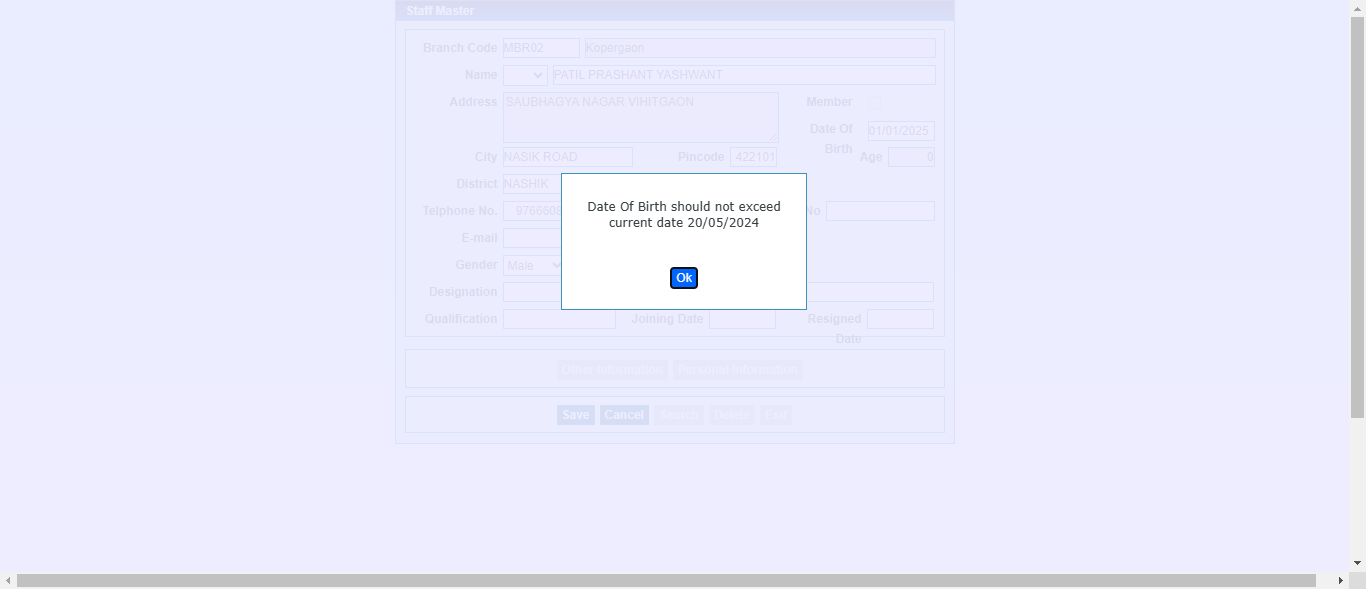 Staff Master
Branch Code MBR02 Kopergaon
Name PATIL PRASHANT YASHWANT
Address SAUBHAGYA NAGAR VIHITGAON Member
Date Of Birth 01/01/2025
City NASIK ROAD Pincode 422101 Age 0
District NASHIK
Telphone No. 9766608 No
E-mail
Gender Male
Designation
Qualification Joining Date Resigned Date
Date Of Birth should not exceed
current date 20/05/2024
Ok
Other Information Personal Information
Save Cancel Search Delete Exit